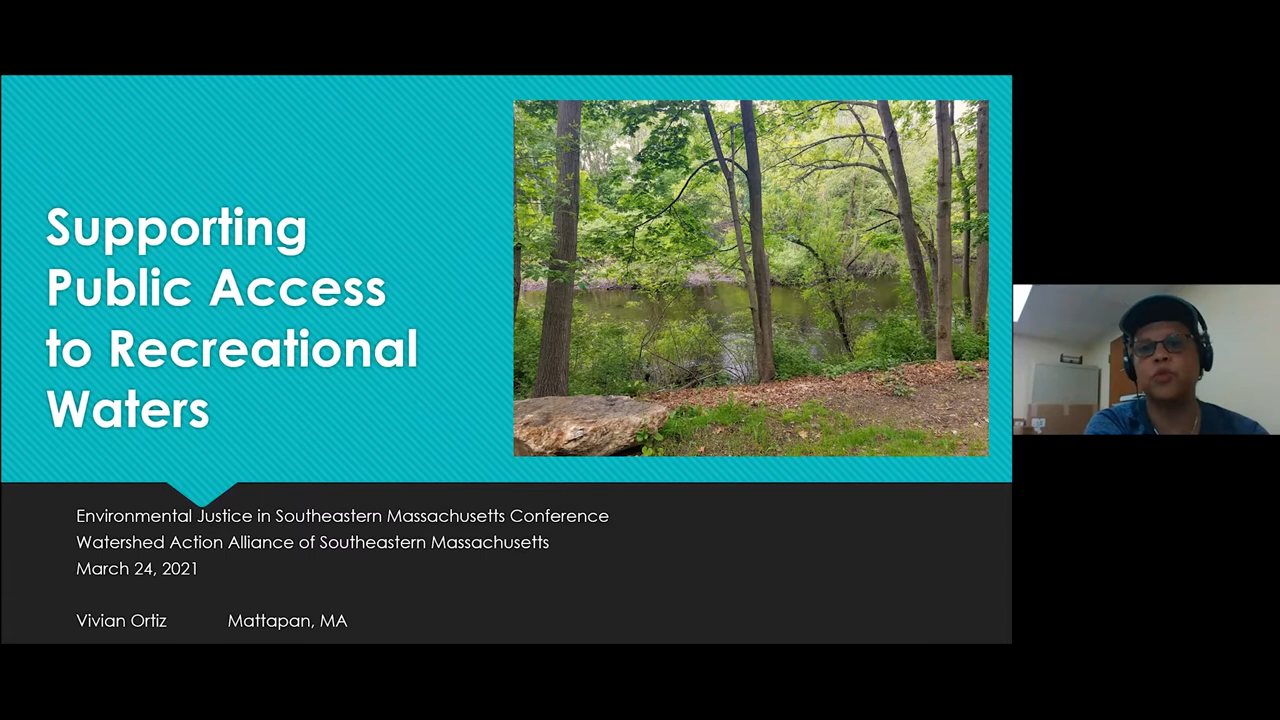 Supporting
Public Access
to Recreational
Waters
Environmental Justice in Southeastern Massachusetts Conference
Watershed Action Alliance of Southeastern Massachusetts
March 24, 2021
Vivian Ortiz Mattapan, MA